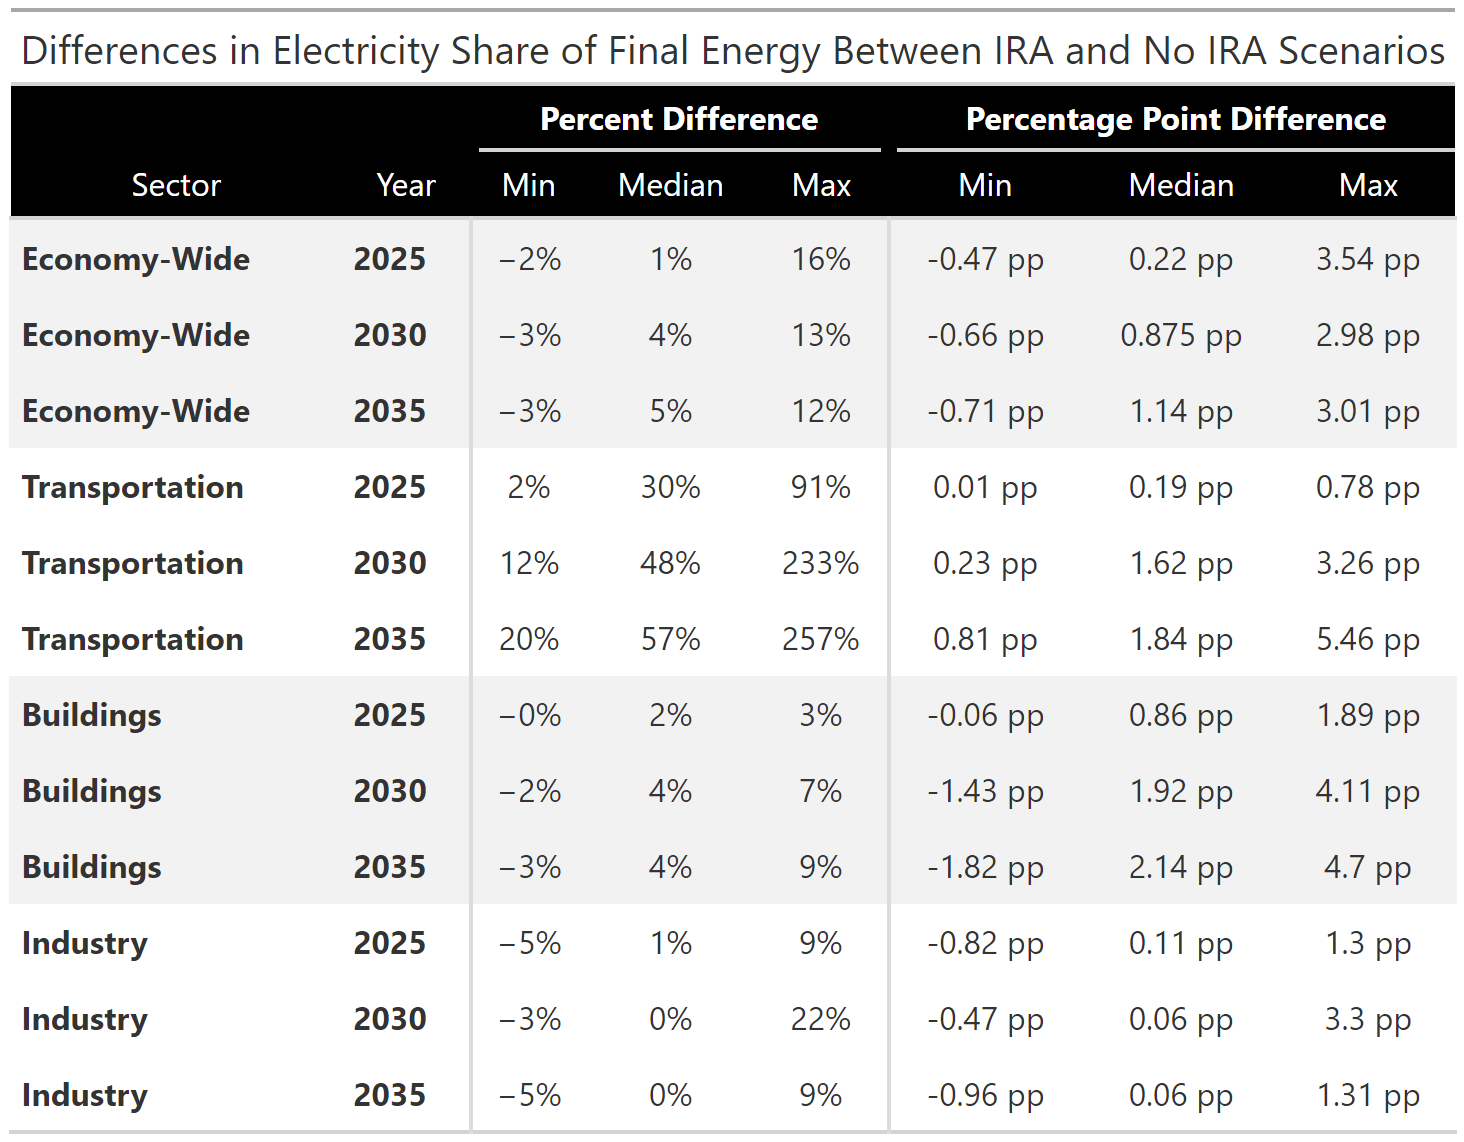 Differences in Electricity Share of Final Energy Between IRA and No IRA Scenarios
Percent Difference Percentage Point Difference
Sector Year Min Median Max Min Median Max
Economy-Wide 2025 −2% 1% 16% -0.47 pp 0.22 pp 3.54 pp
Economy-Wide 2030 −3% 4% 13% -0.66 pp 0.875 pp 2.98 pp
Economy-Wide 2035 −3% 5% 12% -0.71 pp 1.14 pp 3.01 pp
Transportation 2025 2% 30% 91% 0.01 pp 0.19 pp 0.78 pp
Transportation 2030 12% 48% 233% 0.23 pp 1.62 pp 3.26 pp
Transportation 2035 20% 57% 257% 0.81 pp 1.84 pp 5.46 pp
Buildings 2025 −0% 2% 3% -0.06 pp 0.86 pp 1.89 pp
Buildings 2030 −2% 4% 7% -1.43 pp 1.92 pp 4.11 pp
Buildings 2035 −3% 4% 9% -1.82 pp 2.14 pp 4.7 pp
Industry 2025 −5% 1% 9% -0.82 pp 0.11 pp 1.3 pp
Industry 2030 −3% 0% 22% -0.47 pp 0.06 pp 3.3 pp
Industry 2035 −5% 0% 9% -0.96 pp 0.06 pp 1.31 pp